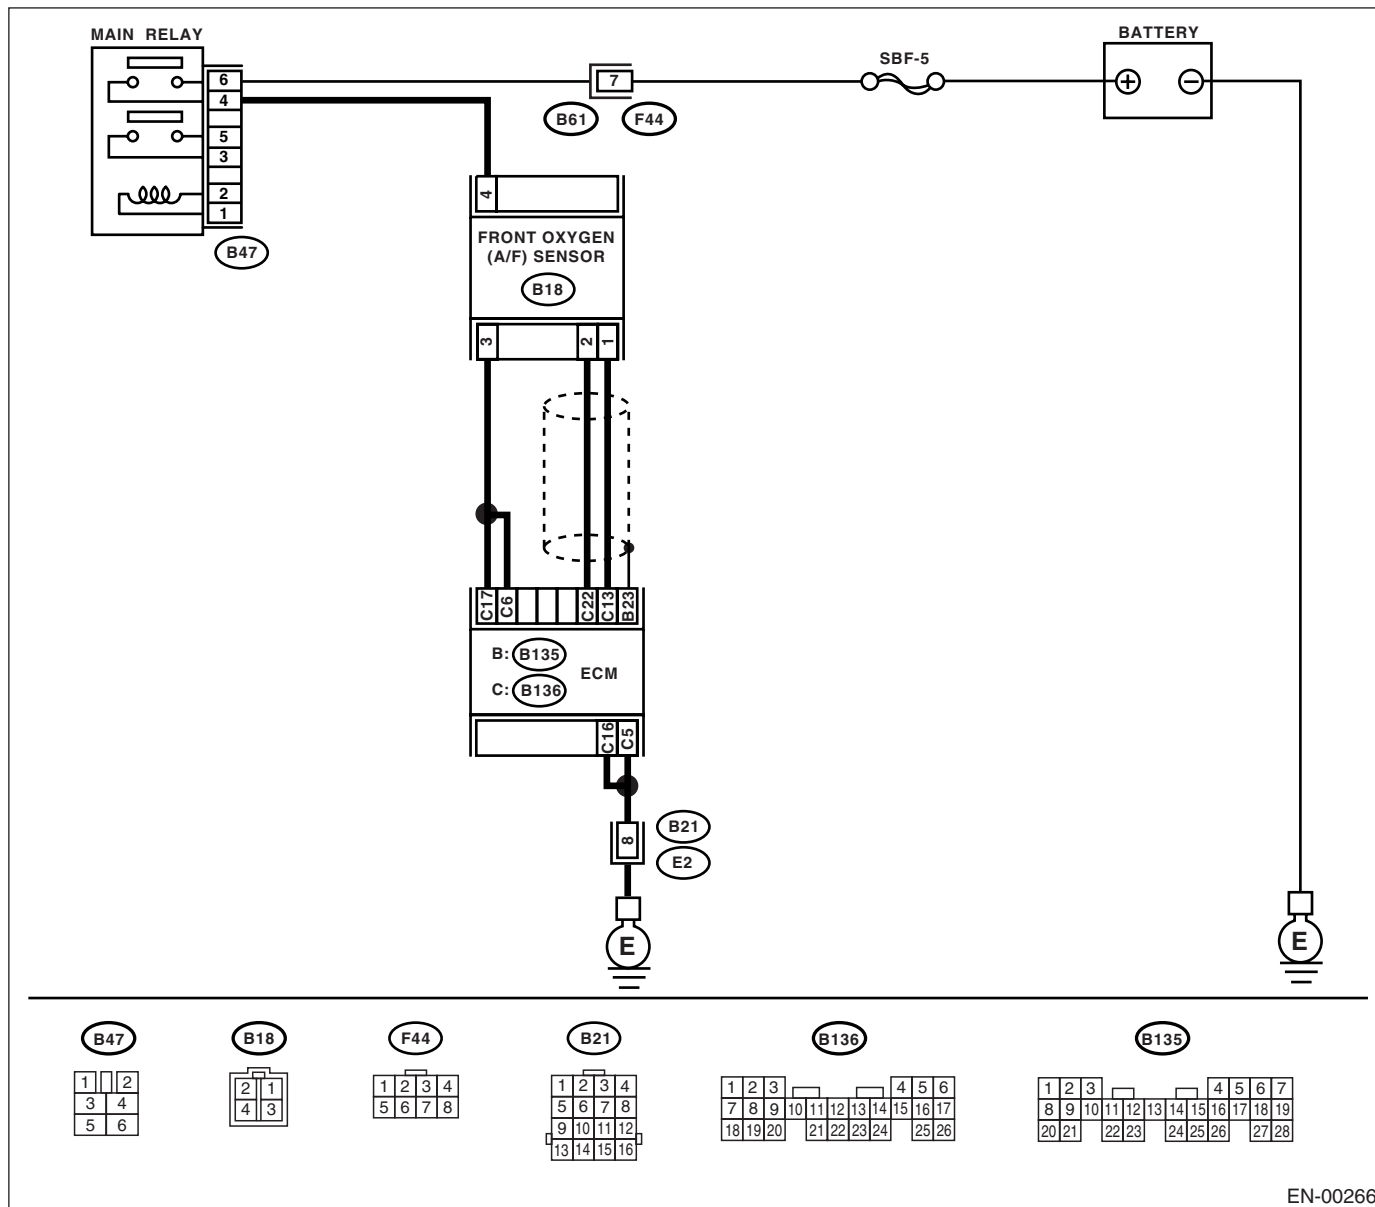 MAIN RELAY
BATTERY
SBF-5
6
4
5
3
2
1
B47
7
B61 F44
4
FRONT OXYGEN
(A/F) SENSOR
B18
3 2 1
C17 C6 C22 C13 B23
B: B135
ECM
C: B136
C16 C5
8
B21
E2
E
E
B47
1 2
3 4
5 6
B18
2 1
4 3
F44
1 2 3 4
5 6 7 8
B21
1 2 3 4
5 6 7 8
9 10 11 12
13 14 15 16
B136
1 2 3 4 5 6
7 8 9 10 11 12 13 14 15 16 17
18 19 20 21 22 23 24 25 26
B135
1 2 3 4 5 6 7
8 9 10 11 12 13 14 15 16 17 18 19
20 21 22 23 24 25 26 27 28
EN-00266